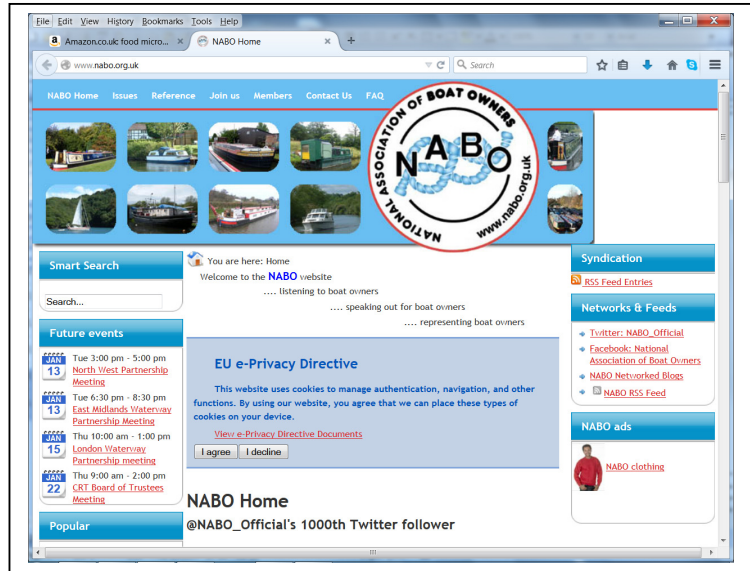 File Edit View History Bookmarks Tools Help
Amazon.co.uk: food micro... × NABO Home × +
www.nabo.org.uk Search
NABO Home Issues Reference Join us Members Contact Us FAQ
NATIONAL ASSOCIATION OF BOAT OWNERS
NABO
www.nabo.org.uk
Smart Search
Search...
Future events
JAN 13 Tue 3:00 pm - 5:00 pm
North West Partnership
Meeting
JAN 13 Tue 6:30 pm - 8:30 pm
East Midlands Waterway
Partnership Meeting
JAN 15 Thu 10:00 am - 1:00 pm
London Waterway
Partnership meeting
JAN 22 Thu 9:00 am - 2:00 pm
CRT Board of Trustees
Meeting
Popular
You are here: Home
Welcome to the NABO website
.... listening to boat owners
.... speaking out for boat owners
.... representing boat owners
EU e-Privacy Directive
This website uses cookies to manage authentication, navigation, and other
functions. By using our website, you agree that we can place these types of
cookies on your device.
View e-Privacy Directive Documents
I agree I decline
NABO Home
@NABO_Official's 1000th Twitter follower
Syndication
RSS Feed Entries
Networks & Feeds
Twitter: NABO_Official
Facebook: National
Association of Boat Owners
NABO Networked Blogs
NABO RSS Feed
NABO ads
NABO clothing